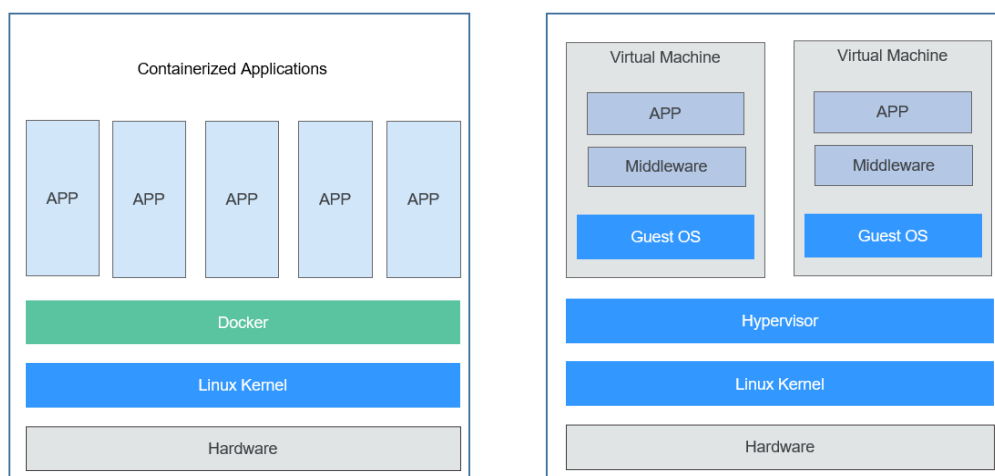 Containerized Applications
APP
APP
APP
APP
APP
Docker
Linux Kernel
Hardware
Virtual Machine
APP
Middleware
Guest OS
Virtual Machine
APP
Middleware
Guest OS
Hypervisor
Linux Kernel
Hardware